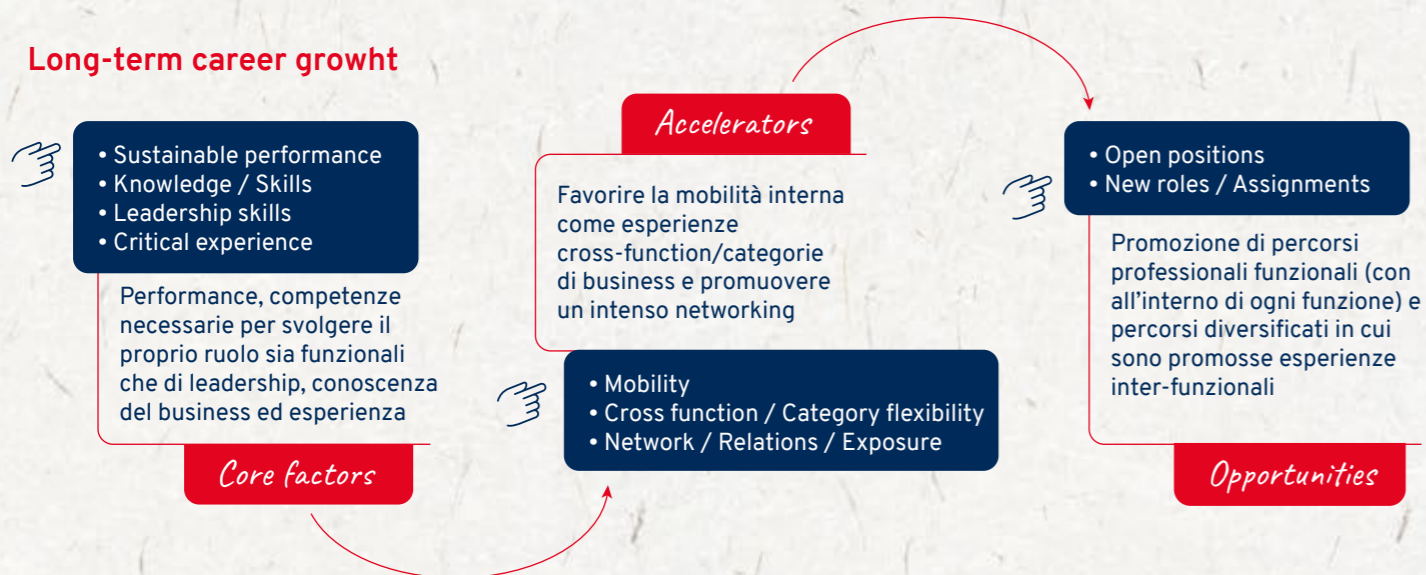 Long-term career growht
• Sustainable performance
• Knowledge / Skills
• Leadership skills
• Critical experience
Performance, competenze
necessarie per svolgere il
proprio ruolo sia funzionali
che di leadership, conoscenza
del business ed esperienza
Core factors
Accelerators
Favorire la mobilità interna
come esperienze
cross-function/categorie
di business e promuovere
un intenso networking
• Mobility
• Cross function / Category flexibility
• Network / Relations / Exposure
• Open positions
• New roles / Assignments
Promozione di percorsi
professionali funzionali (con
all’interno di ogni funzione) e
percorsi diversificati in cui
sono promosse esperienze
inter-funzionali
Opportunities